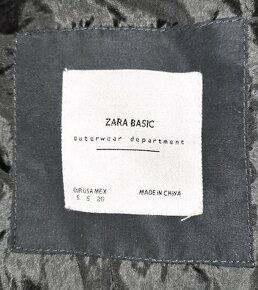 ZARA BASIC
outerwear department
EUR USA MEX MADE IN CHINA
S S 26